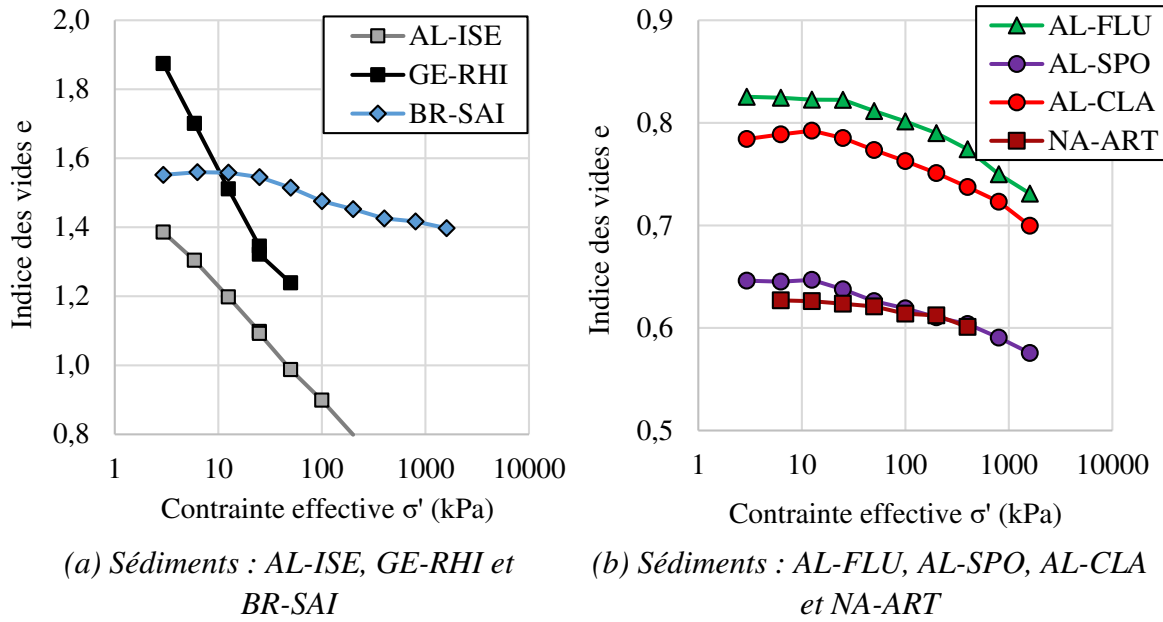 2,0
1,8
1,6
1,4
1,2
1,0
0,8
Indice des vides e
AL-ISE
GE-RHI
BR-SAI
1 10 100 1000 10000
Contrainte effective σ' (kPa)
(a) Sédiments : AL-ISE, GE-RHI et
BR-SAI
0,9
0,8
0,7
0,6
0,5
Indice des vides e
AL-FLU
AL-SPO
AL-CLA
NA-ART
1 10 100 1000 10000
Contrainte effective σ' (kPa)
(b) Sédiments : AL-FLU, AL-SPO, AL-CLA
et NA-ART